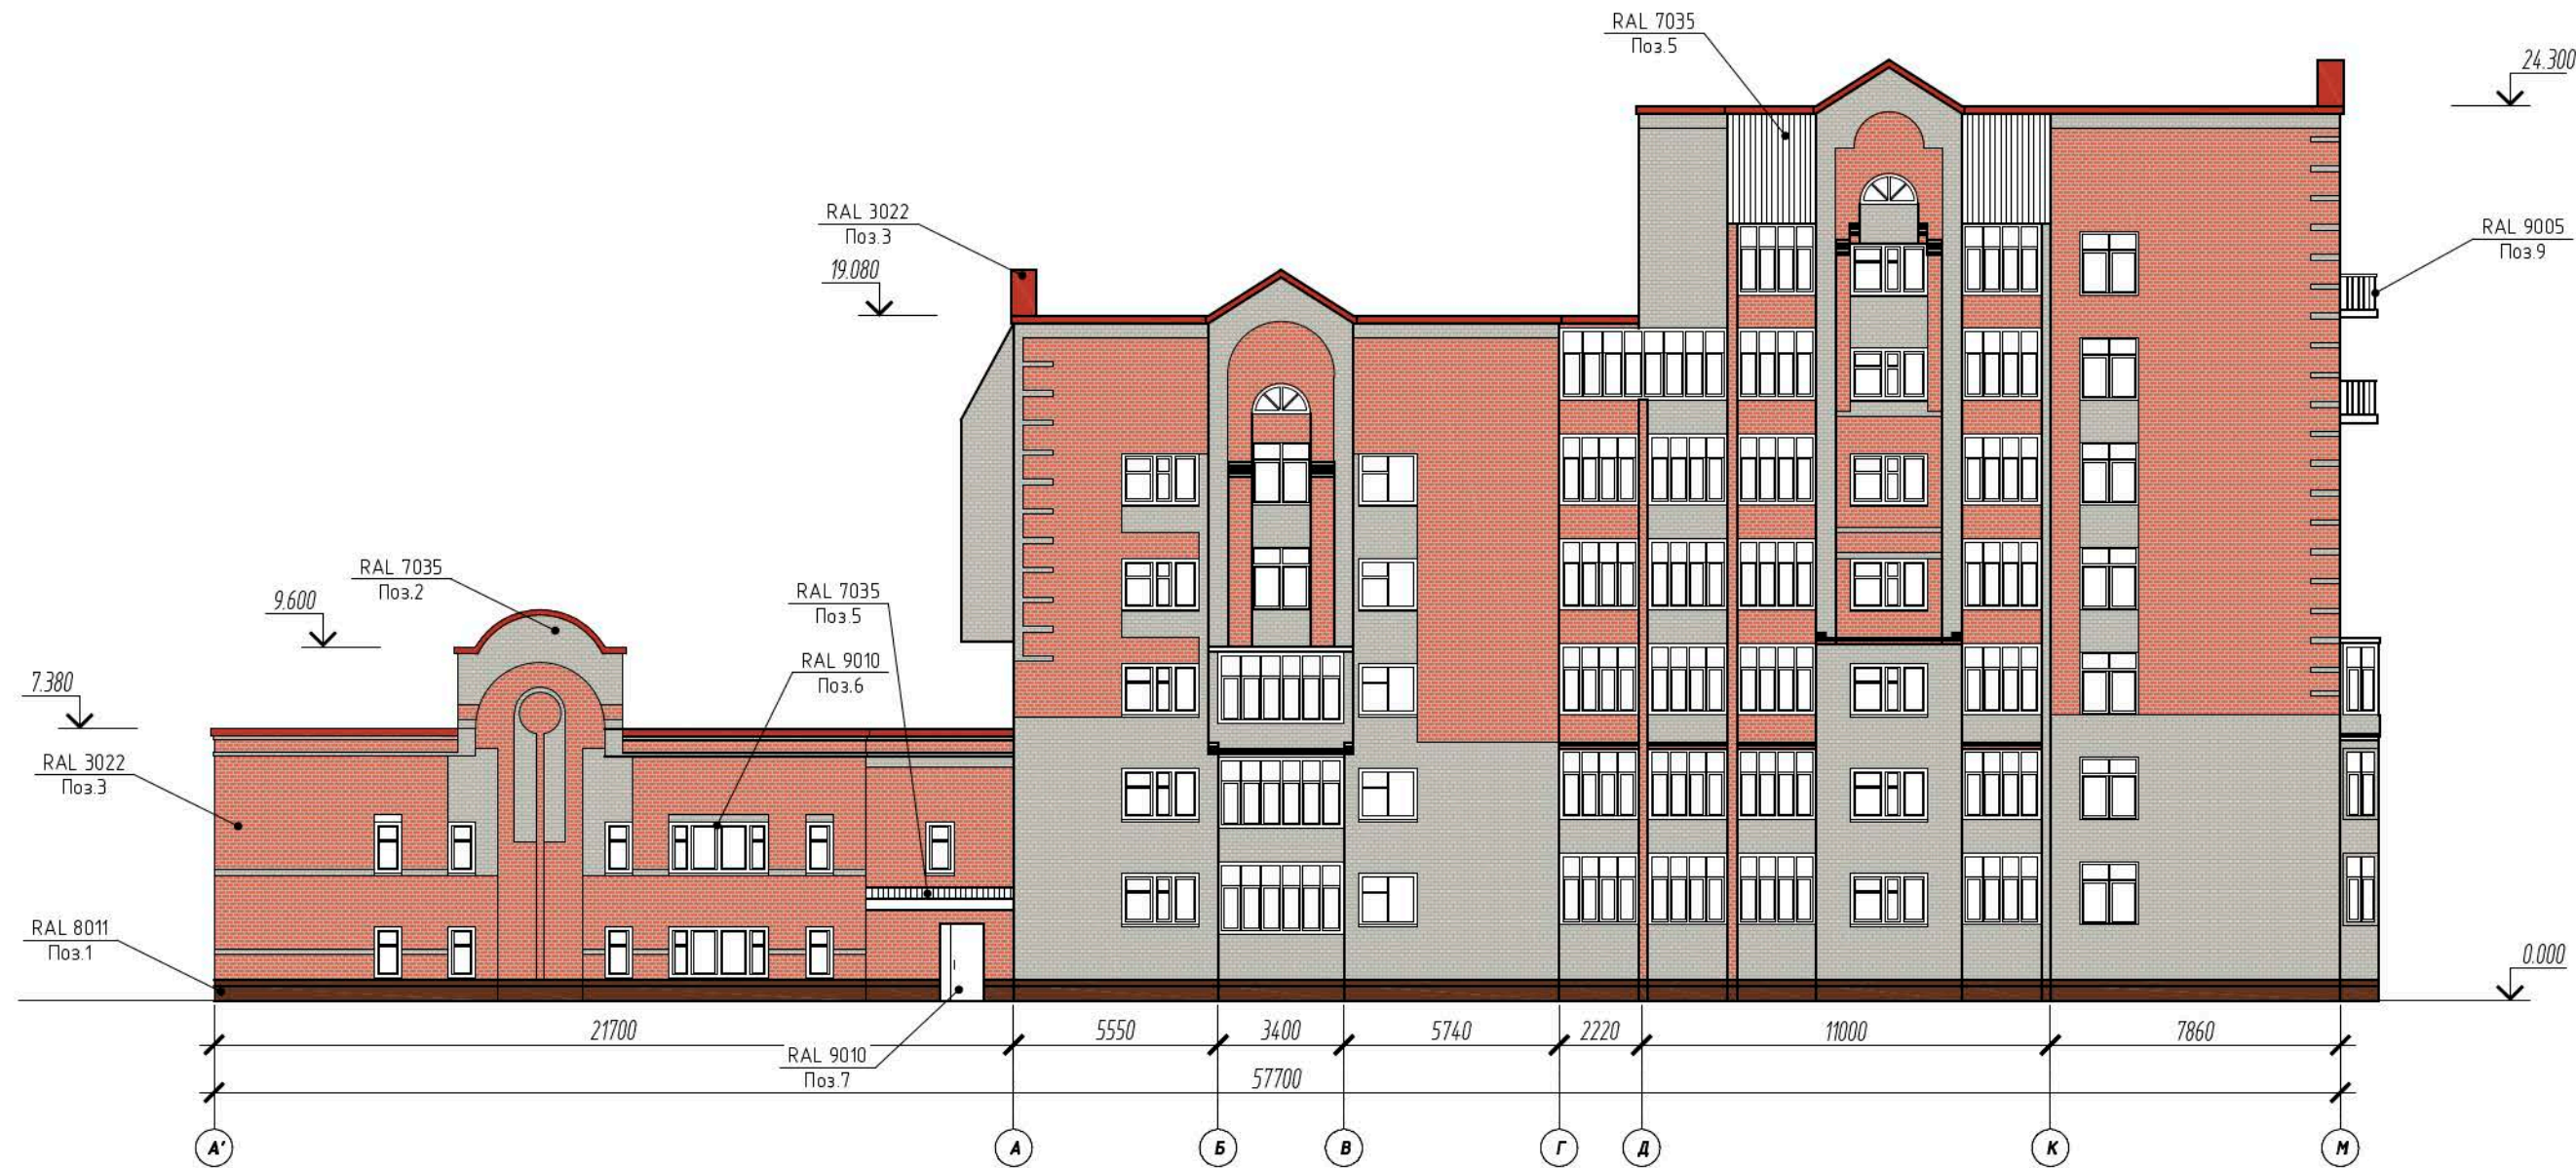 RAL 7035
Поз.5
24.300
RAL 3022
Поз.3
19.080
RAL 9005
Поз.9
RAL 7035
Поз.2
9.600
RAL 7035
Поз.5
RAL 9010
Поз.6
7.380
RAL 3022
Поз.3
RAL 8011
Поз.1
0.000
21700
5550
3400
5740
2220
11000
7860
RAL 9010
Поз.7
57700
А'
А
Б
В
Г
Д
К
М